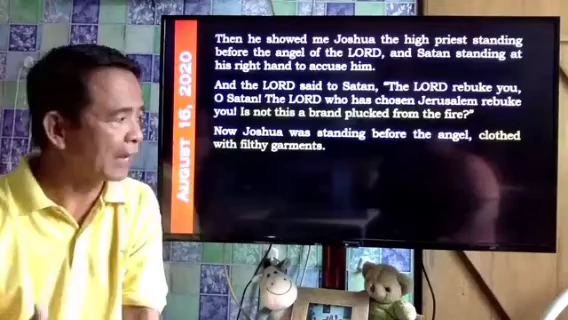 AUGUST 16, 2020
Then he showed me Joshua the high priest standing
before the angel of the LORD, and Satan standing at
his right hand to accuse him.
And the LORD said to Satan, "The LORD rebuke you,
O Satan! The LORD who has chosen Jerusalem rebuke
you! Is not this a brand plucked from the fire?"
Now Joshua was standing before the angel, clothed
with filthy garments.